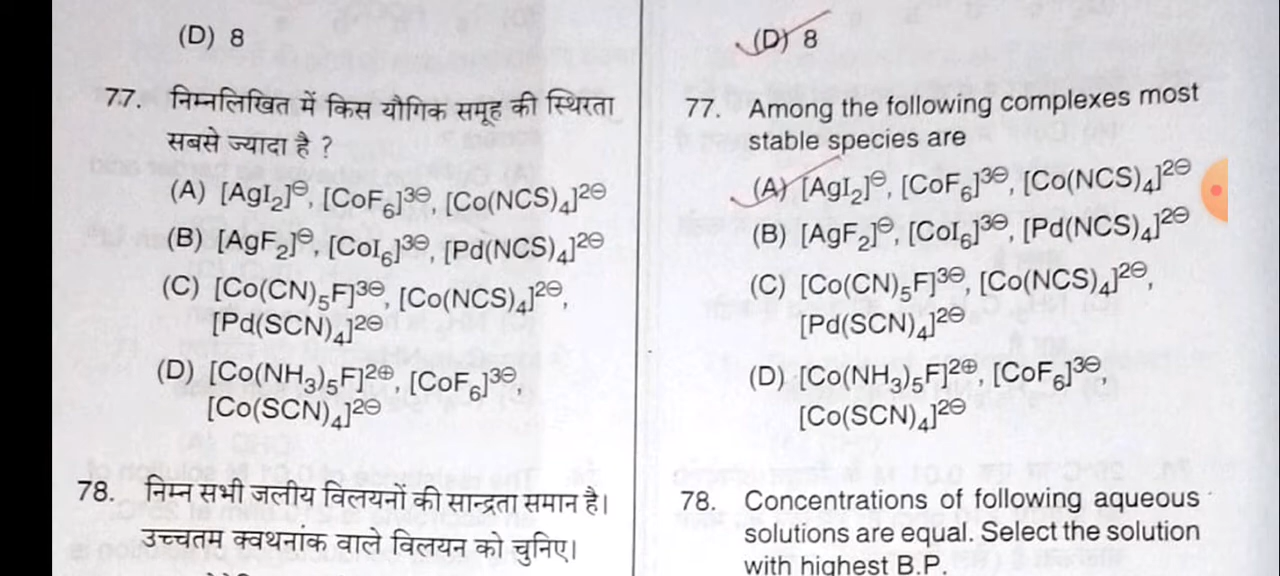 (D) 8
77. निम्नलिखित में किस यौगिक समूह की स्थिरता
सबसे ज्यादा है ?
(A) [AgI₂]⊖, [CoF₆]³⊖, [Co(NCS)₄]²⊖
(B) [AgF₂]⊖, [CoI₆]³⊖, [Pd(NCS)₄]²⊖
(C) [Co(CN)₅F]³⊖, [Co(NCS)₄]²⊖,
[Pd(SCN)₄]²⊖
(D) [Co(NH₃)₅F]²⊕, [CoF₆]³⊖,
[Co(SCN)₄]²⊖
78. निम्न सभी जलीय विलयनों की सान्द्रता समान है।
उच्चतम क्वथनांक वाले विलयन को चुनिए।
(D) 8
77. Among the following complexes most
stable species are
(A) [AgI₂]⊖, [CoF₆]³⊖, [Co(NCS)₄]²⊖
(B) [AgF₂]⊖, [CoI₆]³⊖, [Pd(NCS)₄]²⊖
(C) [Co(CN)₅F]³⊖, [Co(NCS)₄]²⊖,
[Pd(SCN)₄]²⊖
(D) [Co(NH₃)₅F]²⊕, [CoF₆]³⊖,
[Co(SCN)₄]²⊖
78. Concentrations of following aqueous
solutions are equal. Select the solution
with highest B.P.